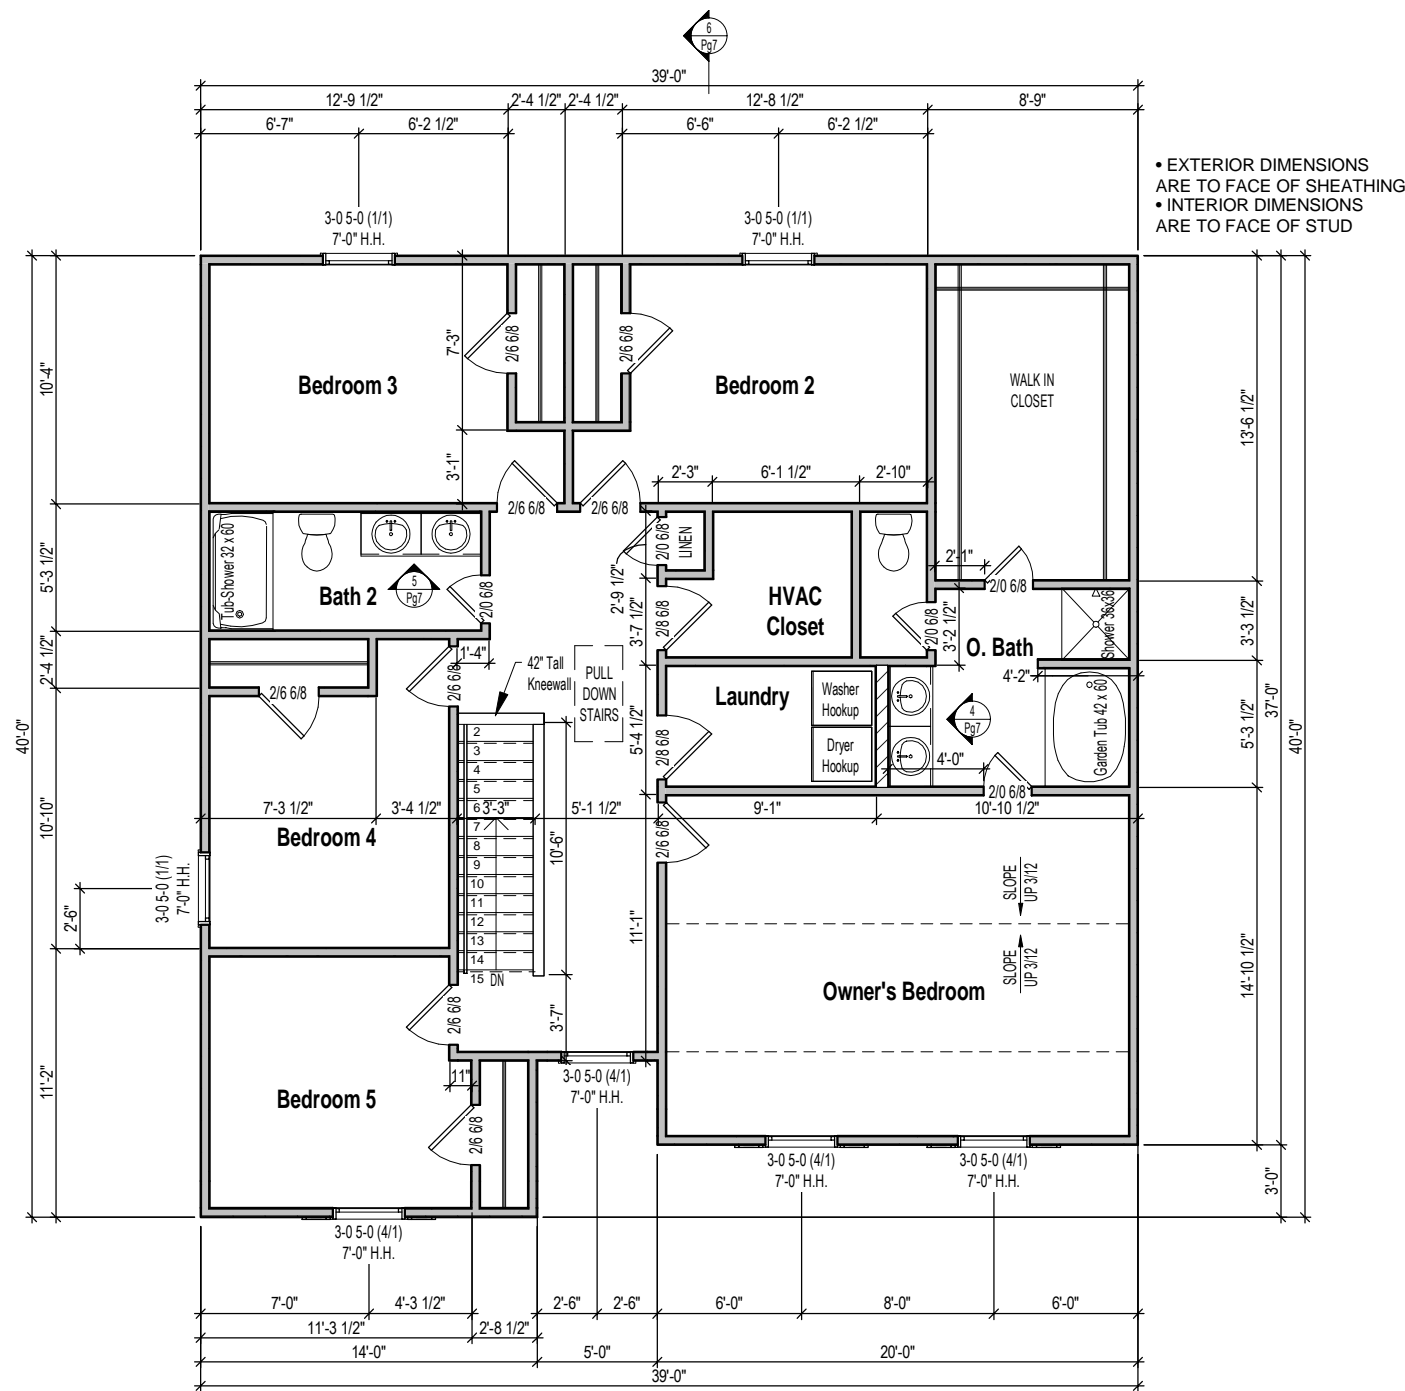 6
Pg7
39'-0"
12'-9 1/2"
2'-4 1/2"
2'-4 1/2"
12'-8 1/2"
8'-9"
6'-7"
6'-2 1/2"
6'-6"
6'-2 1/2"
• EXTERIOR DIMENSIONS
ARE TO FACE OF SHEATHING
• INTERIOR DIMENSIONS
ARE TO FACE OF STUD
3-0 5-0 (1/1)
7'-0" H.H.
3-0 5-0 (1/1)
7'-0" H.H.
10'-4"
7'-3"
2/6 6/8
2/6 6/8
Bedroom 3
Bedroom 2
WALK IN
CLOSET
13'-6 1/2"
3'-1"
2'-3"
6'-1 1/2"
2'-10"
2/6 6/8
2/6 6/8
5'-3 1/2"
Tub-Shower 32 x 60
Bath 2
5
Pg7
2/0 6/8
2'-9 1/2"
2/0 6/8
LINEN
2'-1"
2/0 6/8
HVAC
Closet
3'-7 1/2"
2/8 6/8
2/0 6/8
3'-2 1/2"
O. Bath
Shower 36x36
3'-3 1/2"
2'-4 1/2"
1'-4"
2/6 6/8
2/6 6/8
42" Tall
Kneewall
PULL
DOWN
STAIRS
Laundry
Washer
Hookup
Dryer
Hookup
4'-2"
4
Pg7
Garden Tub 42 x 60
5'-3 1/2"
37'-0"
40'-0"
40'-0"
5'-4 1/2"
2/8 6/8
4'-0"
2/0 6/8
2
3
4
5
6
7
8
9
10
11
12
13
14
15 DN
10'-10"
7'-3 1/2"
3'-4 1/2"
3'-3"
5'-1 1/2"
9'-1"
10'-10 1/2"
Bedroom 4
10'-6"
2/6 6/8
3-0 5-0 (1/1)
7'-0" H.H.
2'-6"
11'-1"
SLOPE
UP 3/12
SLOPE
UP 3/12
14'-10 1/2"
Owner's Bedroom
2/6 6/8
3'-7"
11'-2"
11"
Bedroom 5
2/6 6/8
3-0 5-0 (4/1)
7'-0" H.H.
3-0 5-0 (4/1)
7'-0" H.H.
3-0 5-0 (4/1)
7'-0" H.H.
3'-0"
3-0 5-0 (4/1)
7'-0" H.H.
7'-0"
4'-3 1/2"
2'-6"
2'-6"
6'-0"
8'-0"
6'-0"
11'-3 1/2"
2'-8 1/2"
14'-0"
5'-0"
20'-0"
39'-0"